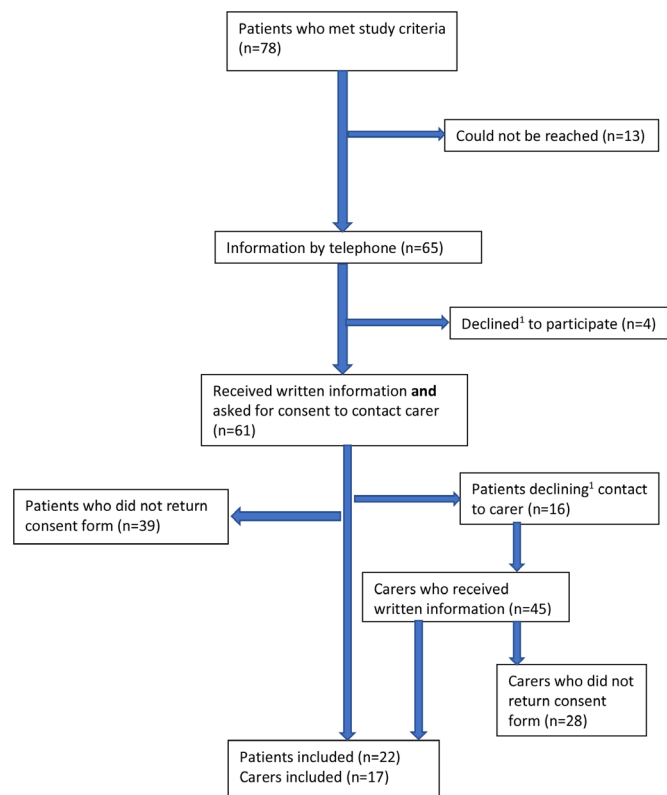 Patients who met study criteria
(n=78)
Could not be reached (n=13)
Information by telephone (n=65)
Declined¹ to participate (n=4)
Received written information and
asked for consent to contact carer
(n=61)
Patients who did not return
consent form (n=39)
Patients declining¹ contact
to carer (n=16)
Carers who received
written information (n=45)
Carers who did not
return consent
form (n=28)
Patients included (n=22)
Carers included (n=17)